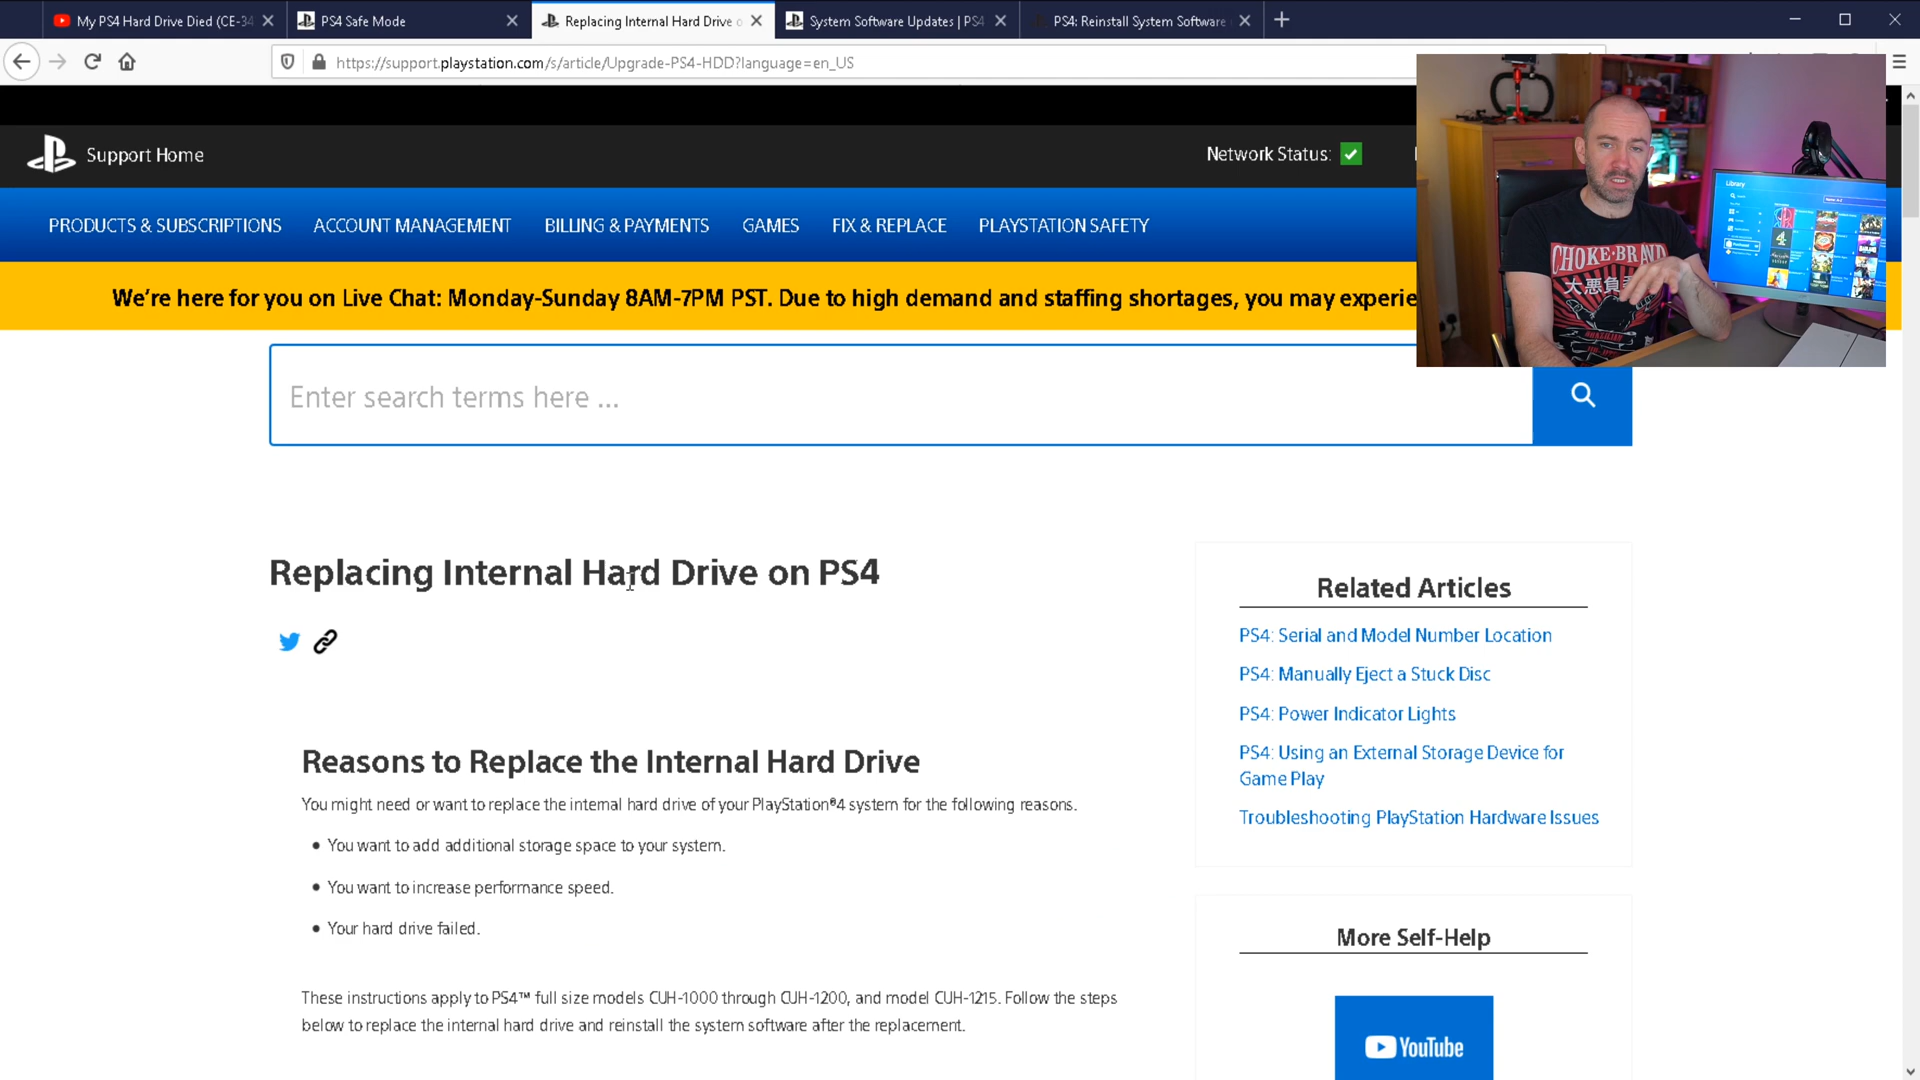 My PS4 Hard Drive Died (CE-34
PS4 Safe Mode
Replacing Internal Hard Drive o
System Software Updates | PS4
PS4: Reinstall System Software
https://support.playstation.com/s/article/Upgrade-PS4-HDD?language=en_US
Support Home
Network Status:
PRODUCTS & SUBSCRIPTIONS
ACCOUNT MANAGEMENT
BILLING & PAYMENTS
GAMES
FIX & REPLACE
PLAYSTATION SAFETY
We're here for you on Live Chat: Monday-Sunday 8AM-7PM PST. Due to high demand and staffing shortages, you may experie
Library
CHOKE·BRAND
大悪負
Enter search terms here ...
Replacing Internal Hard Drive on PS4
Reasons to Replace the Internal Hard Drive
You might need or want to replace the internal hard drive of your PlayStation®4 system for the following reasons.
• You want to add additional storage space to your system.
• You want to increase performance speed.
• Your hard drive failed.
These instructions apply to PS4™ full size models CUH-1000 through CUH-1200, and model CUH-1215. Follow the steps
below to replace the internal hard drive and reinstall the system software after the replacement.
Related Articles
PS4: Serial and Model Number Location
PS4: Manually Eject a Stuck Disc
PS4: Power Indicator Lights
PS4: Using an External Storage Device for
Game Play
Troubleshooting PlayStation Hardware Issues
More Self-Help
YouTube